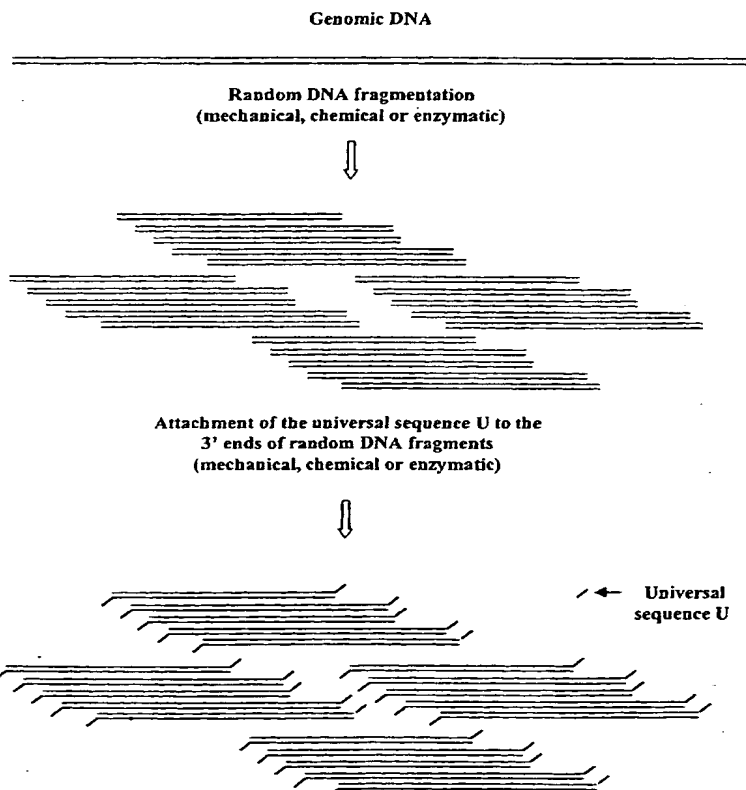 Genomic DNA
Random DNA fragmentation
(mechanical, chemical or enzymatic)
Attachment of the universal sequence U to the
3' ends of random DNA fragments
(mechanical, chemical or enzymatic)
Universal
sequence U